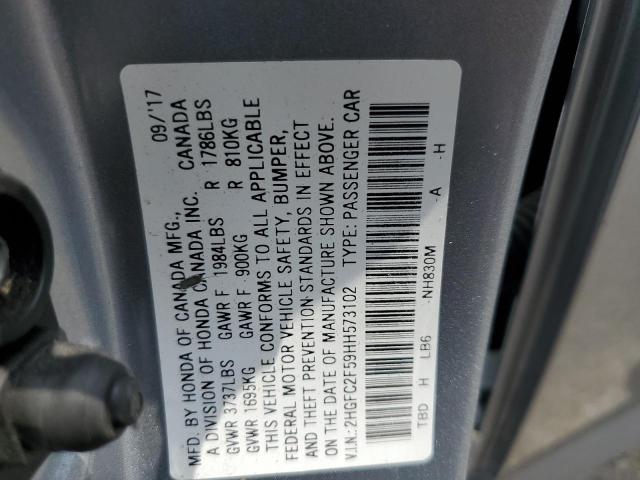 MFD. BY HONDA OF CANADA MFG., 09/'17
A DIVISION OF HONDA CANADA INC. CANADA
GVWR 3737LBS GAWR F 1984LBS R 1786LBS
GVWR 1695KG GAWR F 900KG R 810KG
THIS VEHICLE CONFORMS TO ALL APPLICABLE
FEDERAL MOTOR VEHICLE SAFETY, BUMPER,
AND THEFT PREVENTION STANDARDS IN EFFECT
ON THE DATE OF MANUFACTURE SHOWN ABOVE.
V.I.N.:2HGFC2F59HH573102 TYPE:PASSENGER CAR
TBD H LB6 -NH830M -A -H